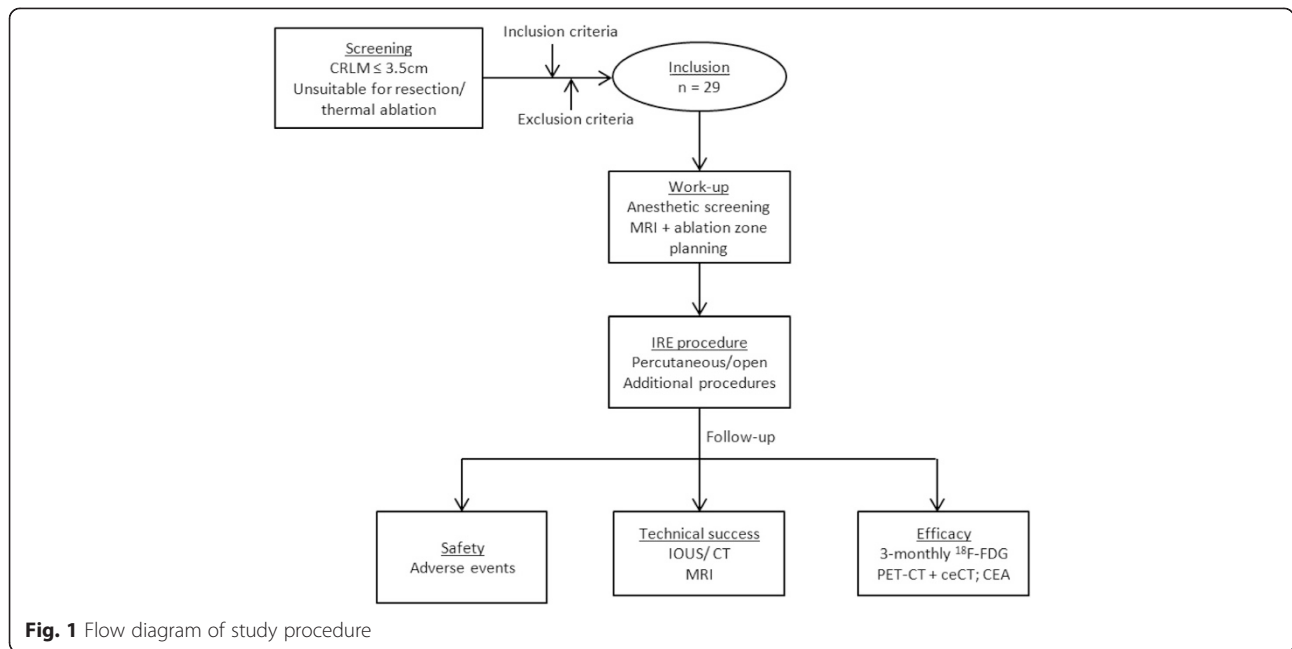 Screening
CRLM ≤ 3.5cm
Unsuitable for resection/
thermal ablation
Inclusion criteria
Exclusion criteria
Inclusion
n = 29
Work-up
Anesthetic screening
MRI + ablation zone
planning
IRE procedure
Percutaneous/open
Additional procedures
Follow-up
Safety
Adverse events
Technical success
IOUS/ CT
MRI
Efficacy
3-monthly ¹⁸F-FDG
PET-CT + ceCT; CEA
Fig. 1 Flow diagram of study procedure